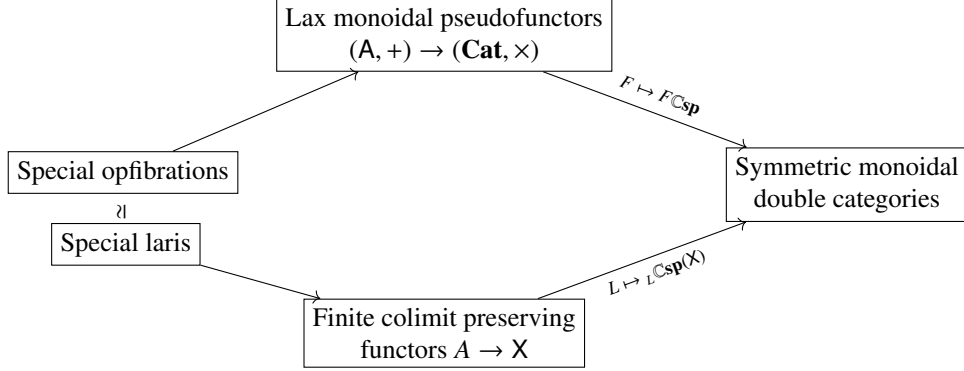 Lax monoidal pseudofunctors
(A, +) → (Cat, ×)
F ↦ Fℂsp
Special opfibrations
≃
Special laris
Symmetric monoidal
double categories
L ↦ ₗℂsp(X)
Finite colimit preserving
functors A → X